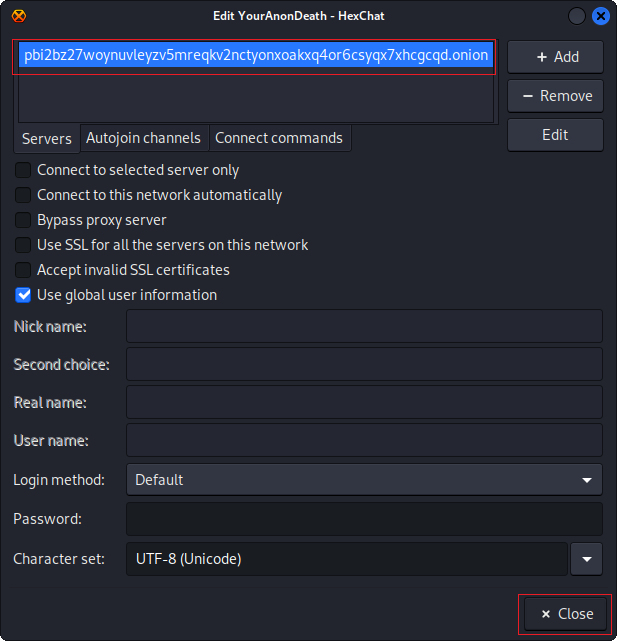 Edit YourAnonDeath - HexChat
pbi2bz27woynuvleyzv5mreqkv2nctyonxoakxq4or6csyqx7xhcgcqd.onion
Add
Remove
Edit
Servers Autojoin channels Connect commands
Connect to selected server only
Connect to this network automatically
Bypass proxy server
Use SSL for all the servers on this network
Accept invalid SSL certificates
Use global user information
Nick name:
Second choice:
Real name:
User name:
Login method: Default
Password:
Character set: UTF-8 (Unicode)
Close